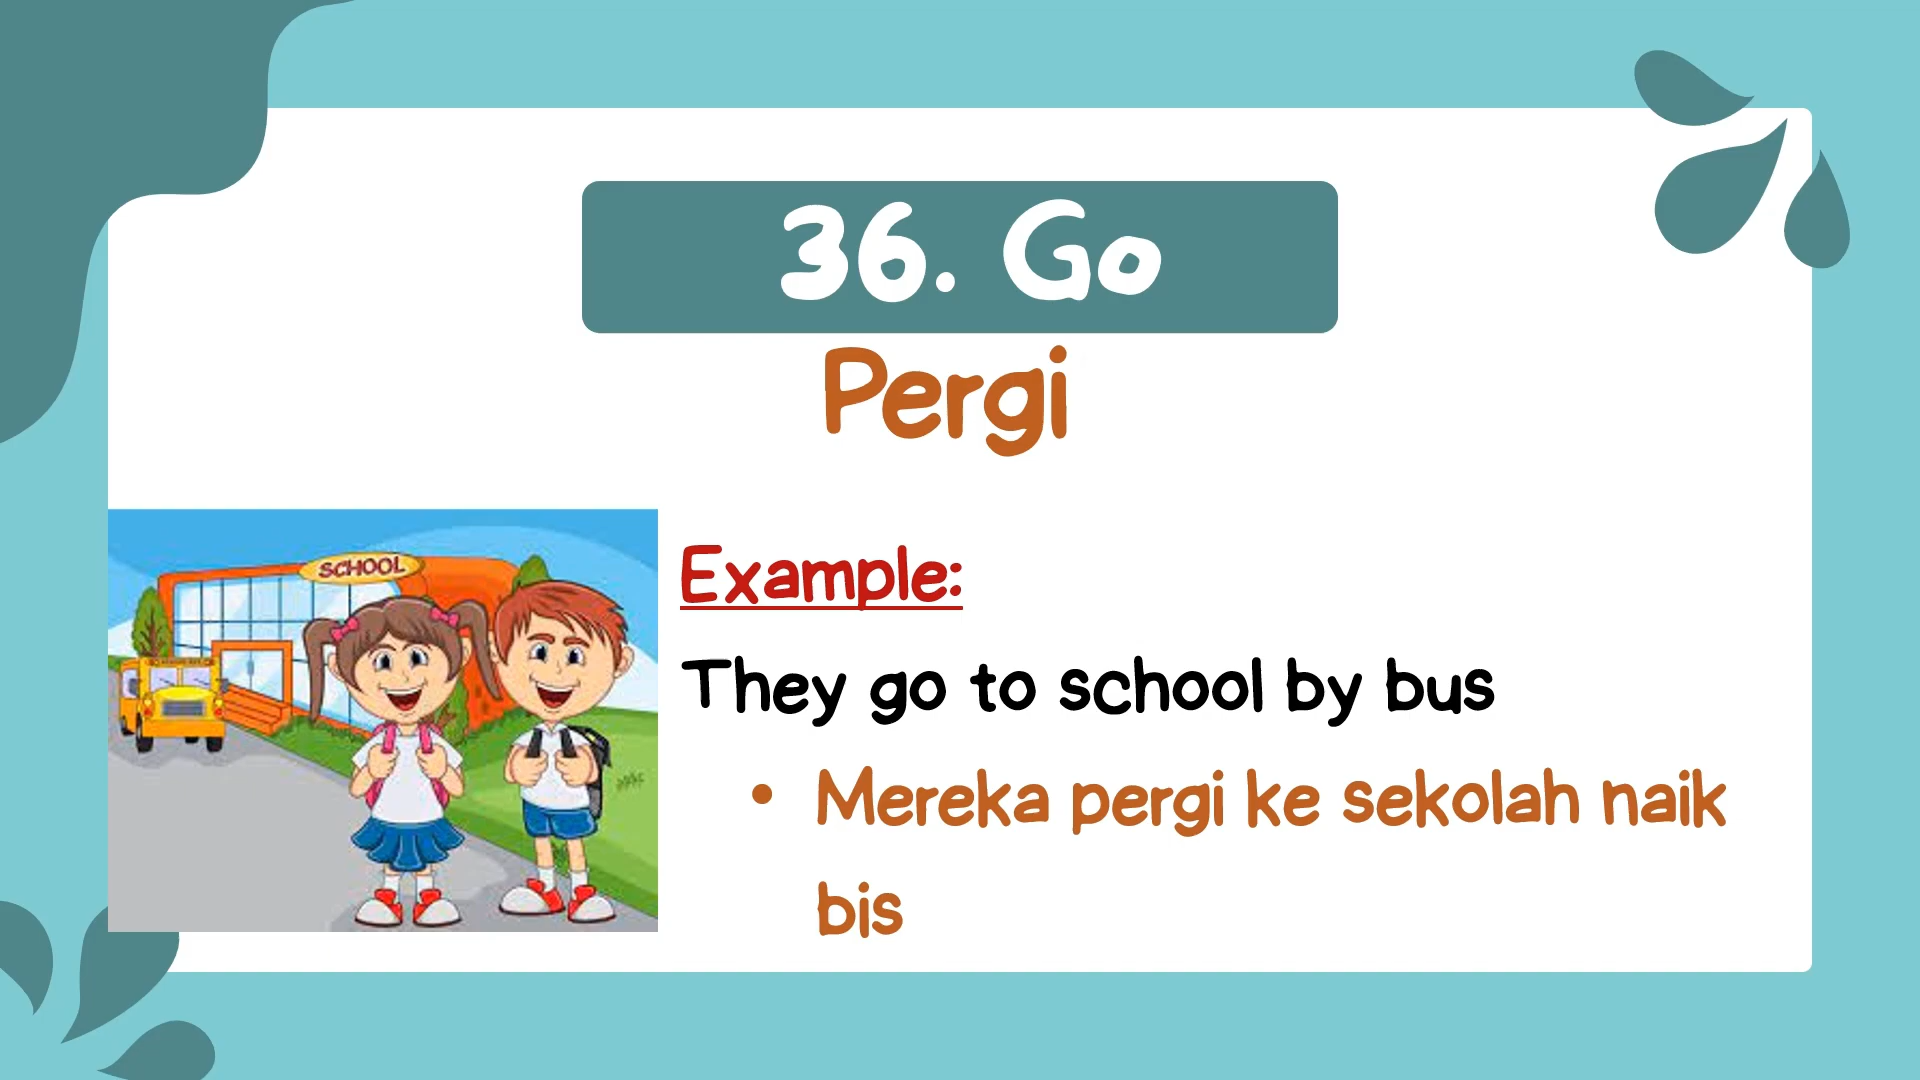 36. Go
Pergi
SCHOOL
Example:
They go to school by bus
• Mereka pergi ke sekolah naik
bis